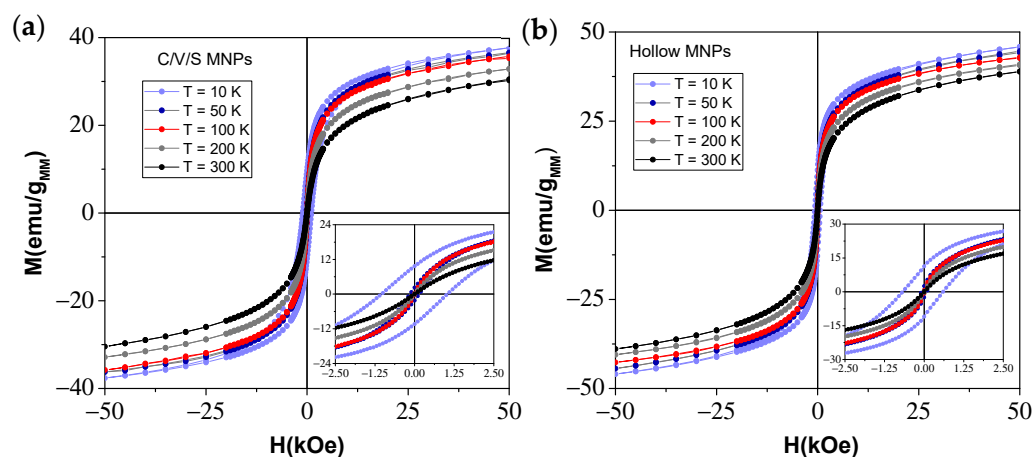 (a)
C/V/S MNPs
T = 10 K
T = 50 K
T = 100 K
T = 200 K
T = 300 K
M(emu/gMM)
40
20
0
−20
−40
−50
−25
0
25
50
H(kOe)
24
12
0
−12
−24
−2.50
−1.25
0.00
1.25
2.50
(b)
Hollow MNPs
T = 10 K
T = 50 K
T = 100 K
T = 200 K
T = 300 K
M(emu/gMM)
50
25
0
−25
−50
−50
−25
0
25
50
H(kOe)
30
15
0
−15
−30
−2.50
−1.25
0.00
1.25
2.50